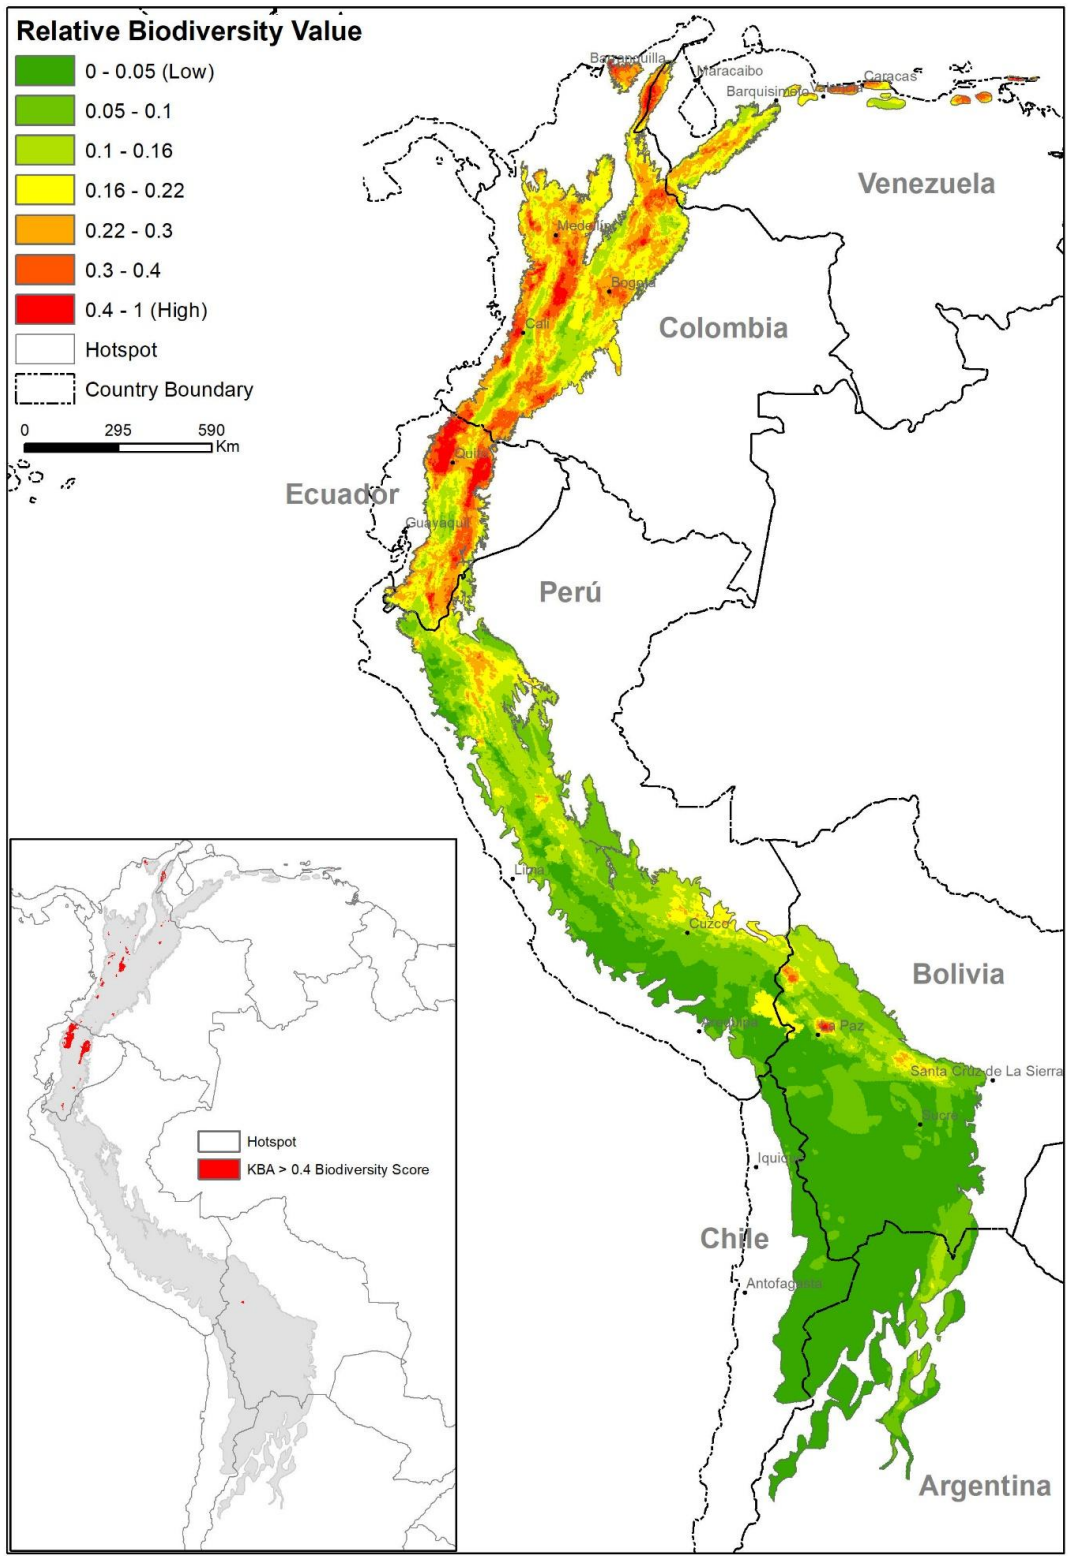 Relative Biodiversity Value
0 - 0.05 (Low)
0.05 - 0.1
0.1 - 0.16
0.16 - 0.22
0.22 - 0.3
0.3 - 0.4
0.4 - 1 (High)
Hotspot
Country Boundary
0 295 590
Km
Barranquilla
Maracaibo
Caracas
Barquisimeto
Valencia
Venezuela
Medellín
Bogota
Cali
Colombia
Quito
Ecuador
Guayaquil
Perú
Lima
Cuzco
Bolivia
Arequipa
La Paz
Santa Cruz de La Sierra
Sucre
Iquique
Chile
Antofagasta
Argentina
Hotspot
KBA > 0.4 Biodiversity Score